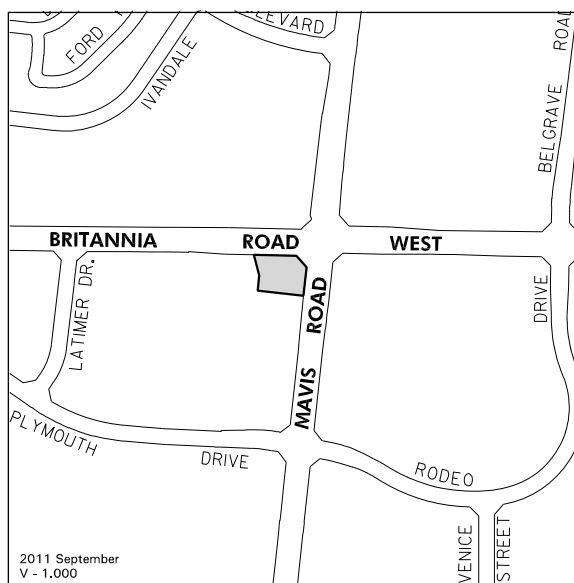 FORD
IVANDALE
ROAD
BELGRAVE
BRITANNIA ROAD WEST
LATIMER DR.
MAVIS ROAD
DRIVE
PLYMOUTH DRIVE
RODEO
VENICE STREET
2011 September
V - 1.000